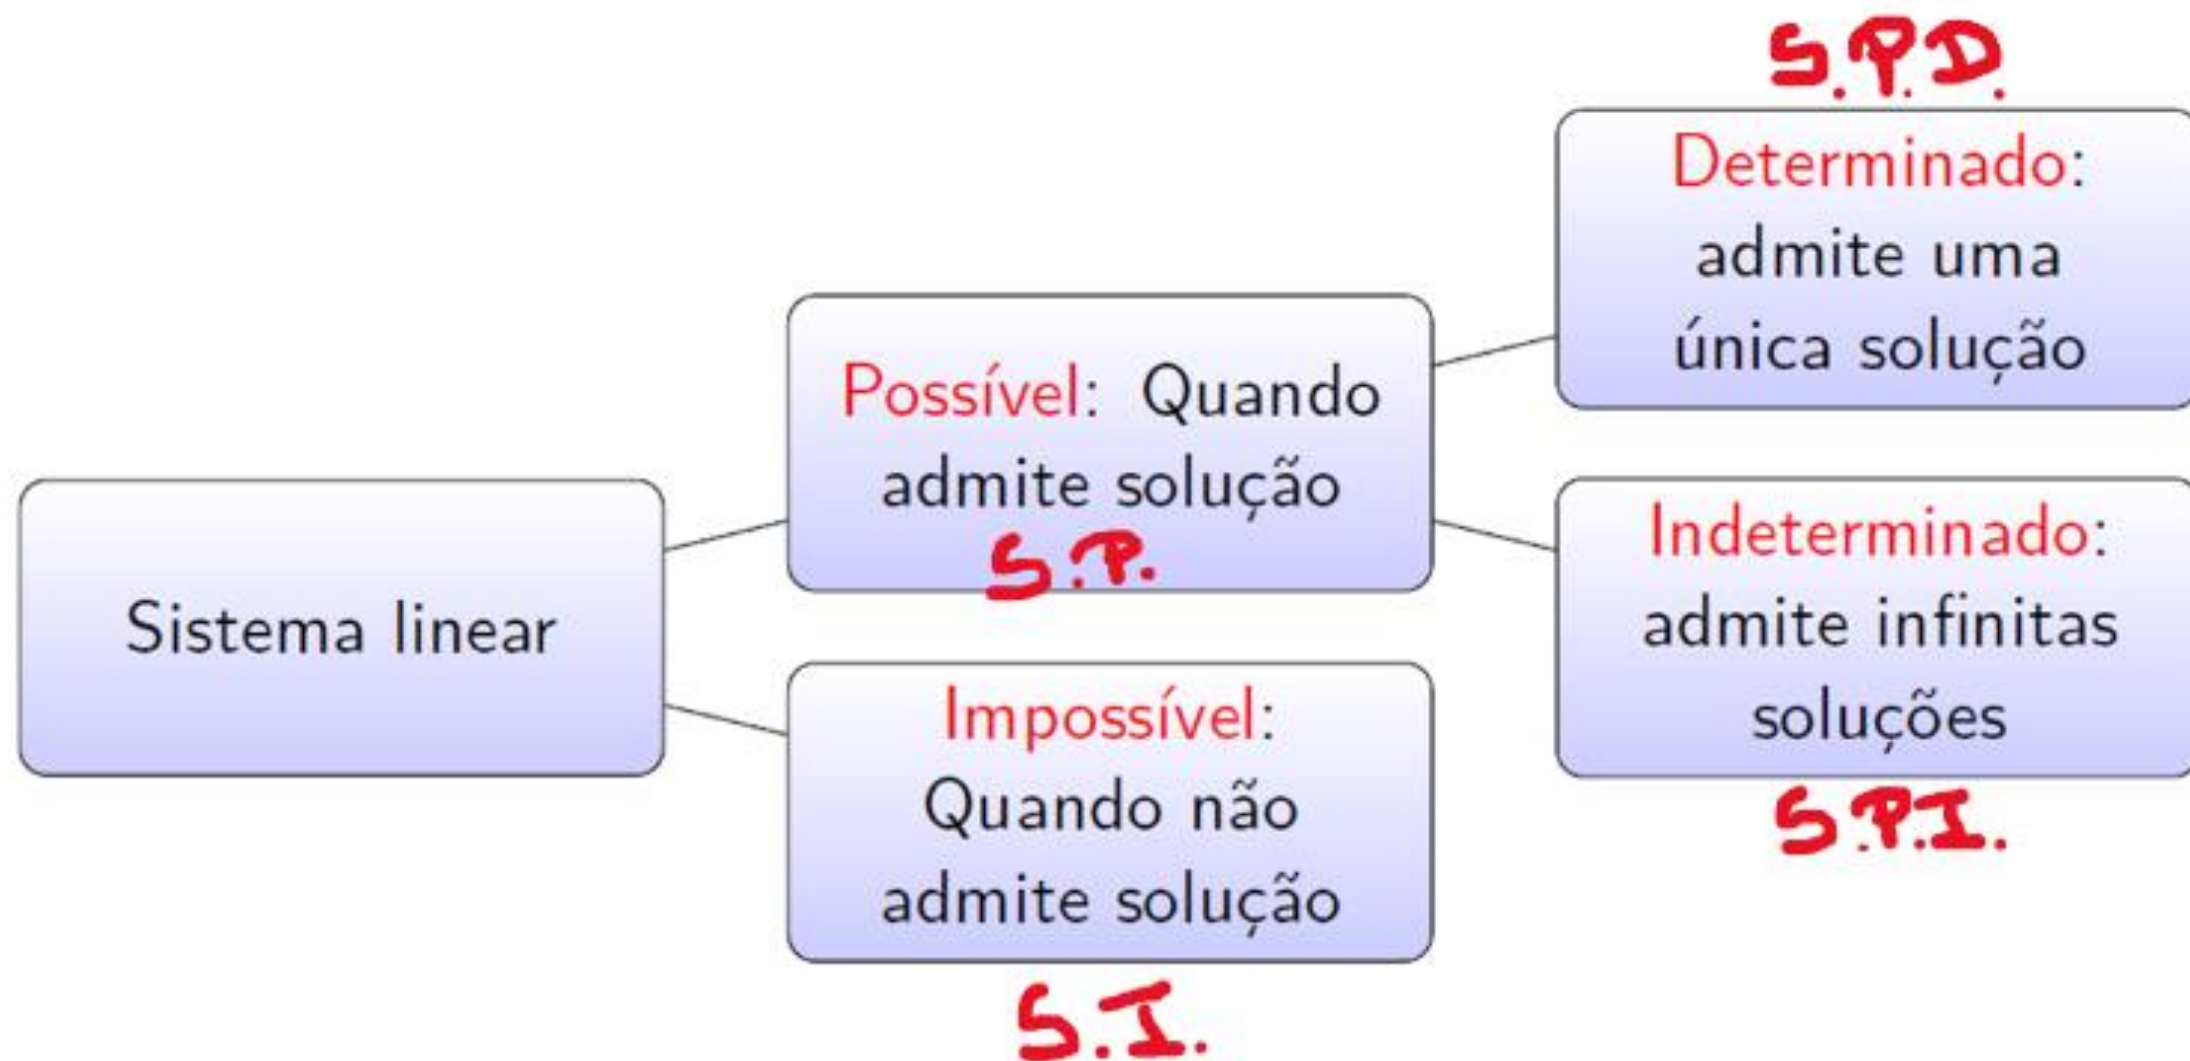 Sistema linear
Possível: Quando
admite solução
S.P.
Impossível:
Quando não
admite solução
S.I.
S.P.D.
Determinado:
admite uma
única solução
Indeterminado:
admite infinitas
soluções
S.P.I.